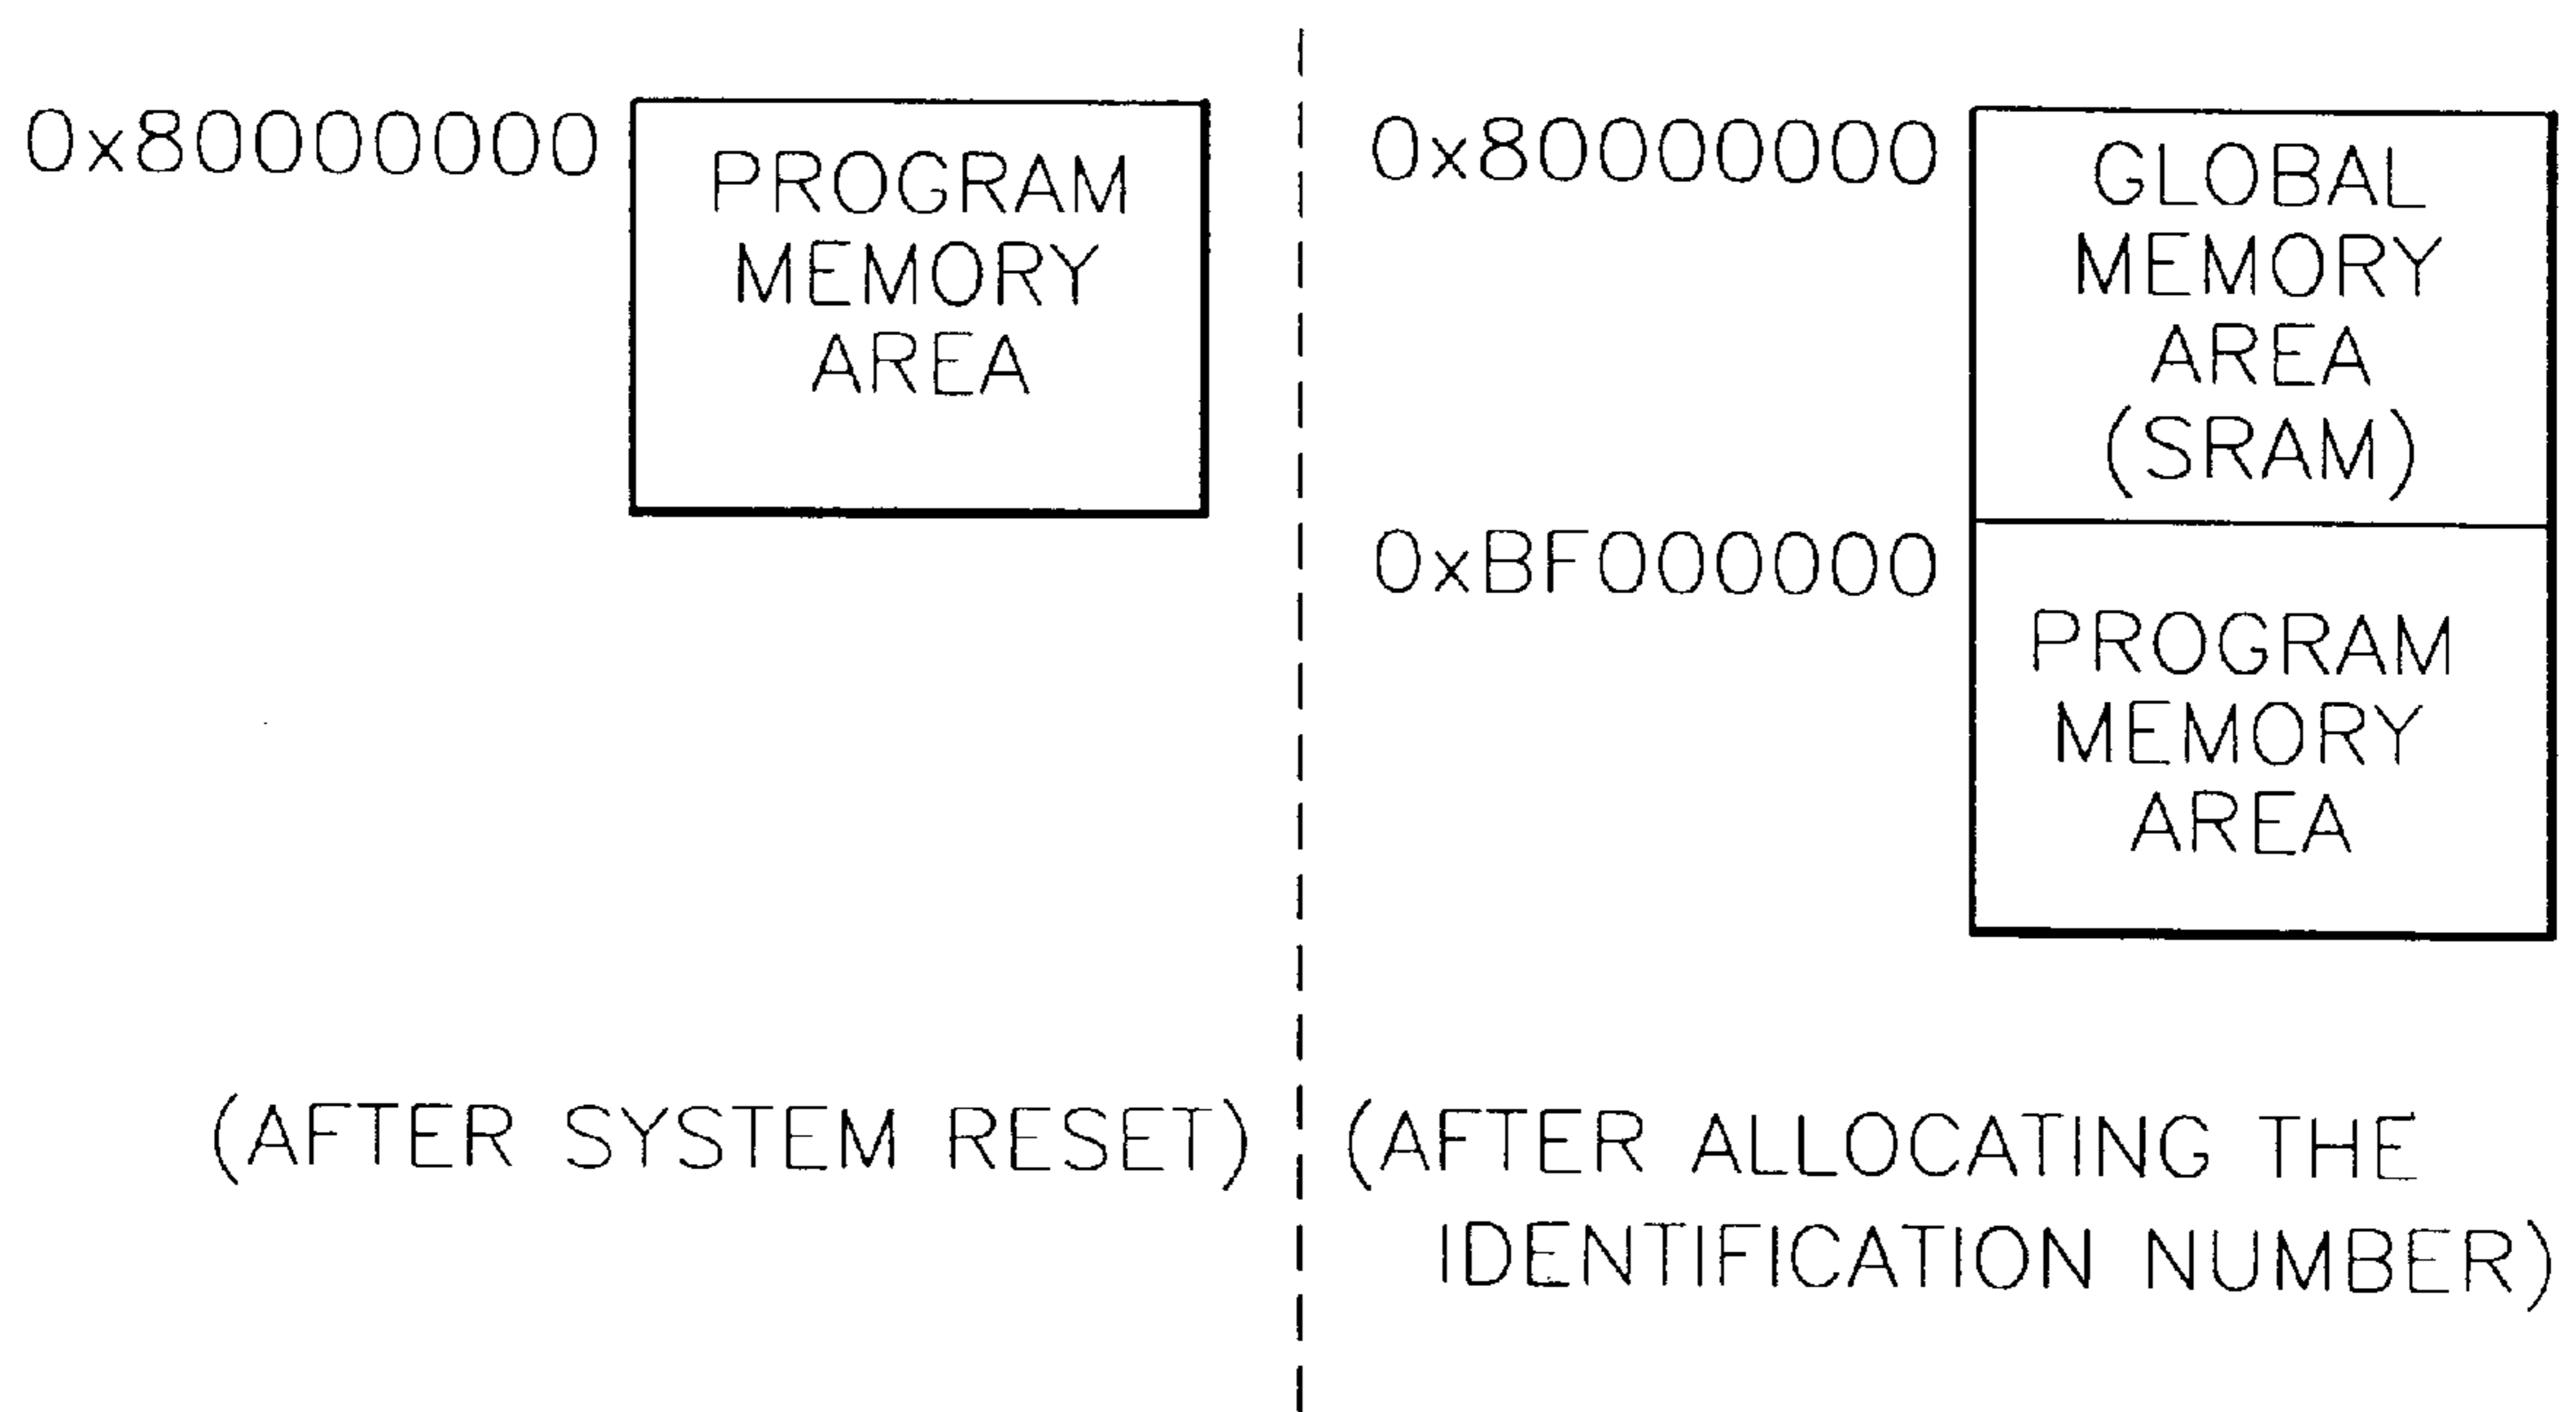 0x80000000
PROGRAM
MEMORY
AREA
(AFTER SYSTEM RESET)
0x80000000
GLOBAL
MEMORY
AREA
(SRAM)
0xBF000000
PROGRAM
MEMORY
AREA
(AFTER ALLOCATING THE
IDENTIFICATION NUMBER)